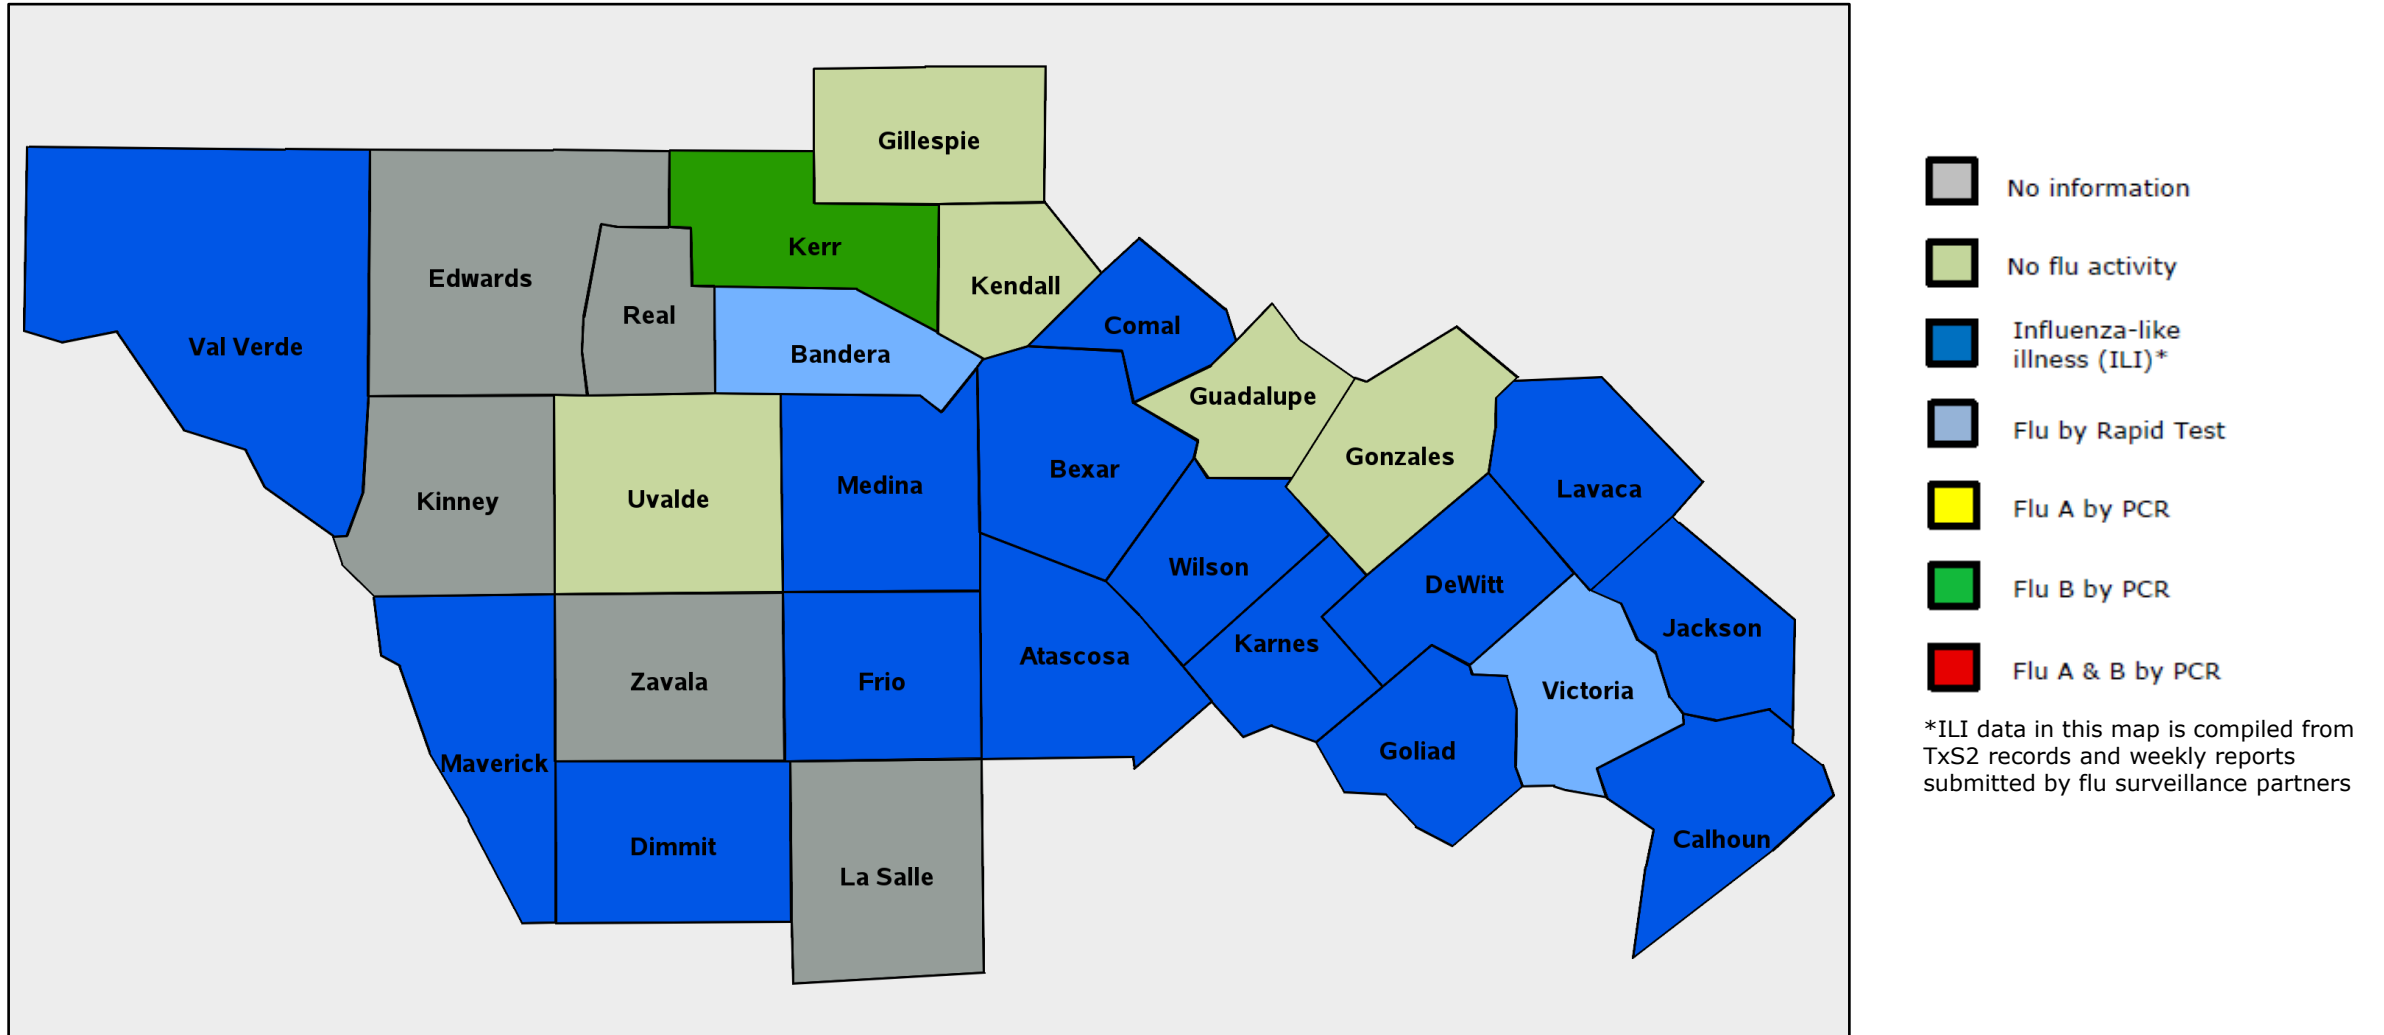 Gillespie
Kerr
Edwards
Kendall
Real
Comal
Val Verde
Bandera
Guadalupe
Gonzales
Bexar
Medina
Lavaca
Uvalde
Kinney
Wilson
DeWitt
Jackson
Karnes
Atascosa
Zavala
Frio
Victoria
Goliad
Maverick
Calhoun
Dimmit
La Salle
No information
No flu activity
Influenza-like
illness (ILI)*
Flu by Rapid Test
Flu A by PCR
Flu B by PCR
Flu A & B by PCR
*ILI data in this map is compiled from
TxS2 records and weekly reports
submitted by flu surveillance partners